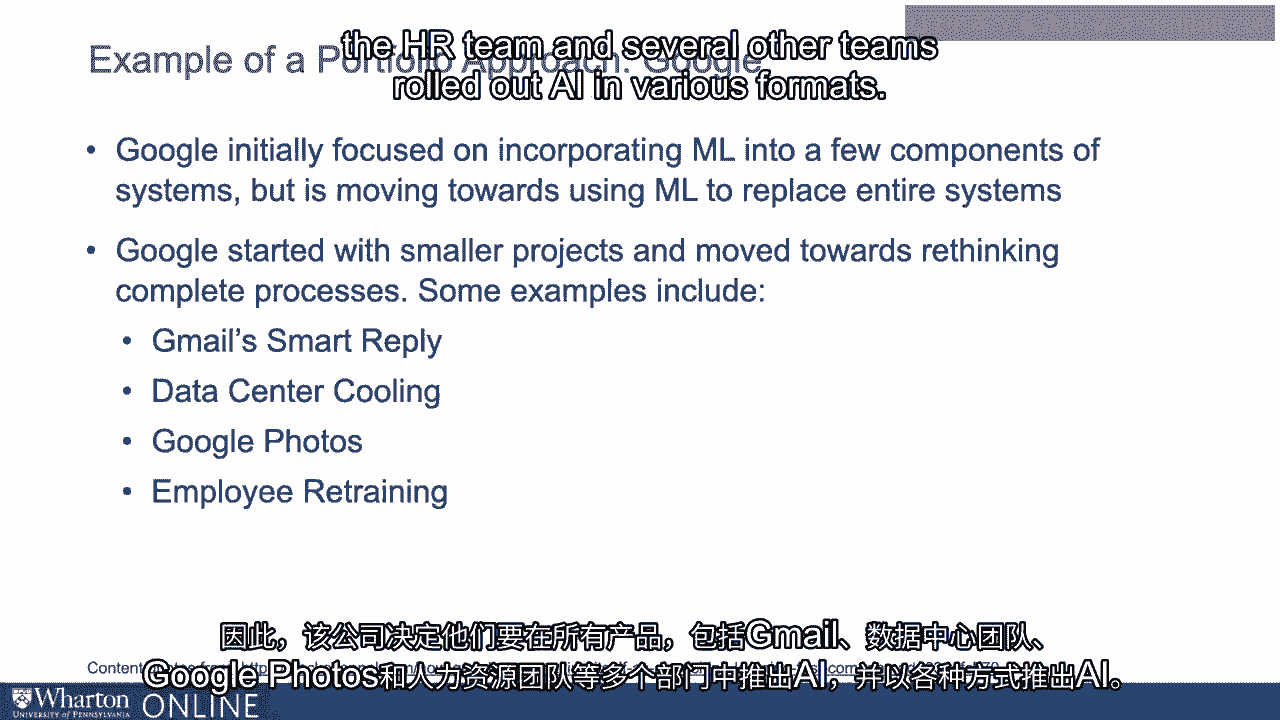 the HR team and several other teams
rolled out AI in various formats.
Example of a Portfolio Approach: Google
• Google initially focused on incorporating ML into a few components of
systems, but is moving towards using ML to replace entire systems
• Google started with smaller projects and moved towards rethinking
complete processes. Some examples include:
• Gmail's Smart Reply
• Data Center Cooling
• Google Photos
• Employee Retraining
因此，该公司决定他们要在所有产品，包括Gmail、数据中心团队、
Google Photos和人力资源团队等多个部门中推出AI，并以各种方式推出AI。
Wharton
UNIVERSITY of PENNSYLVANIA
ONLINE